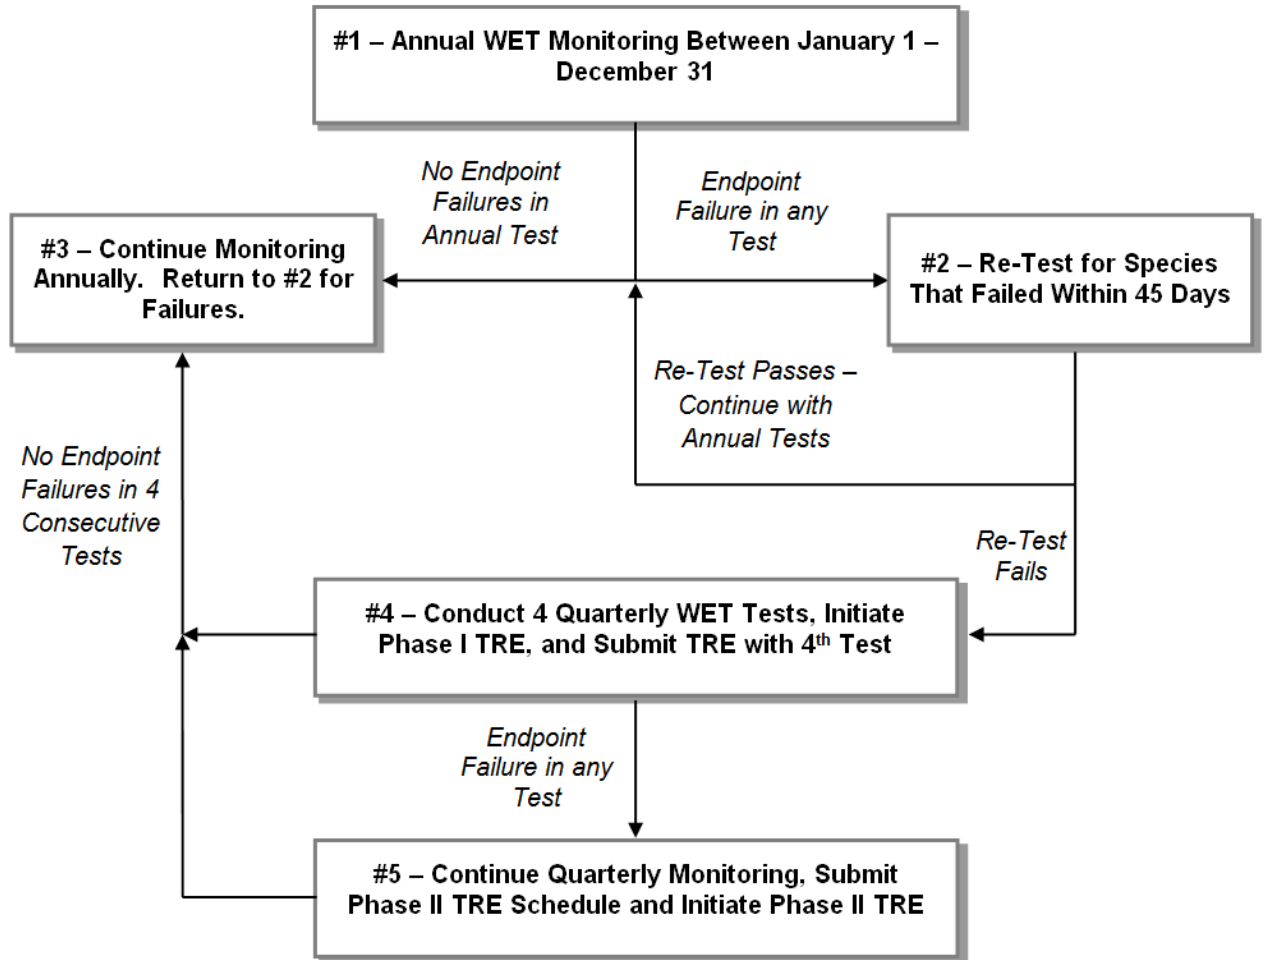 #1 – Annual WET Monitoring Between January 1 –
December 31
No Endpoint
Failures in
Annual Test
Endpoint
Failure in any
Test
#3 – Continue Monitoring
Annually.  Return to #2 for
Failures.
#2 – Re-Test for Species
That Failed Within 45 Days
Re-Test Passes –
Continue with
Annual Tests
No Endpoint
Failures in 4
Consecutive
Tests
Re-Test
Fails
#4 – Conduct 4 Quarterly WET Tests, Initiate
Phase I TRE, and Submit TRE with 4th Test
Endpoint
Failure in any
Test
#5 – Continue Quarterly Monitoring, Submit
Phase II TRE Schedule and Initiate Phase II TRE